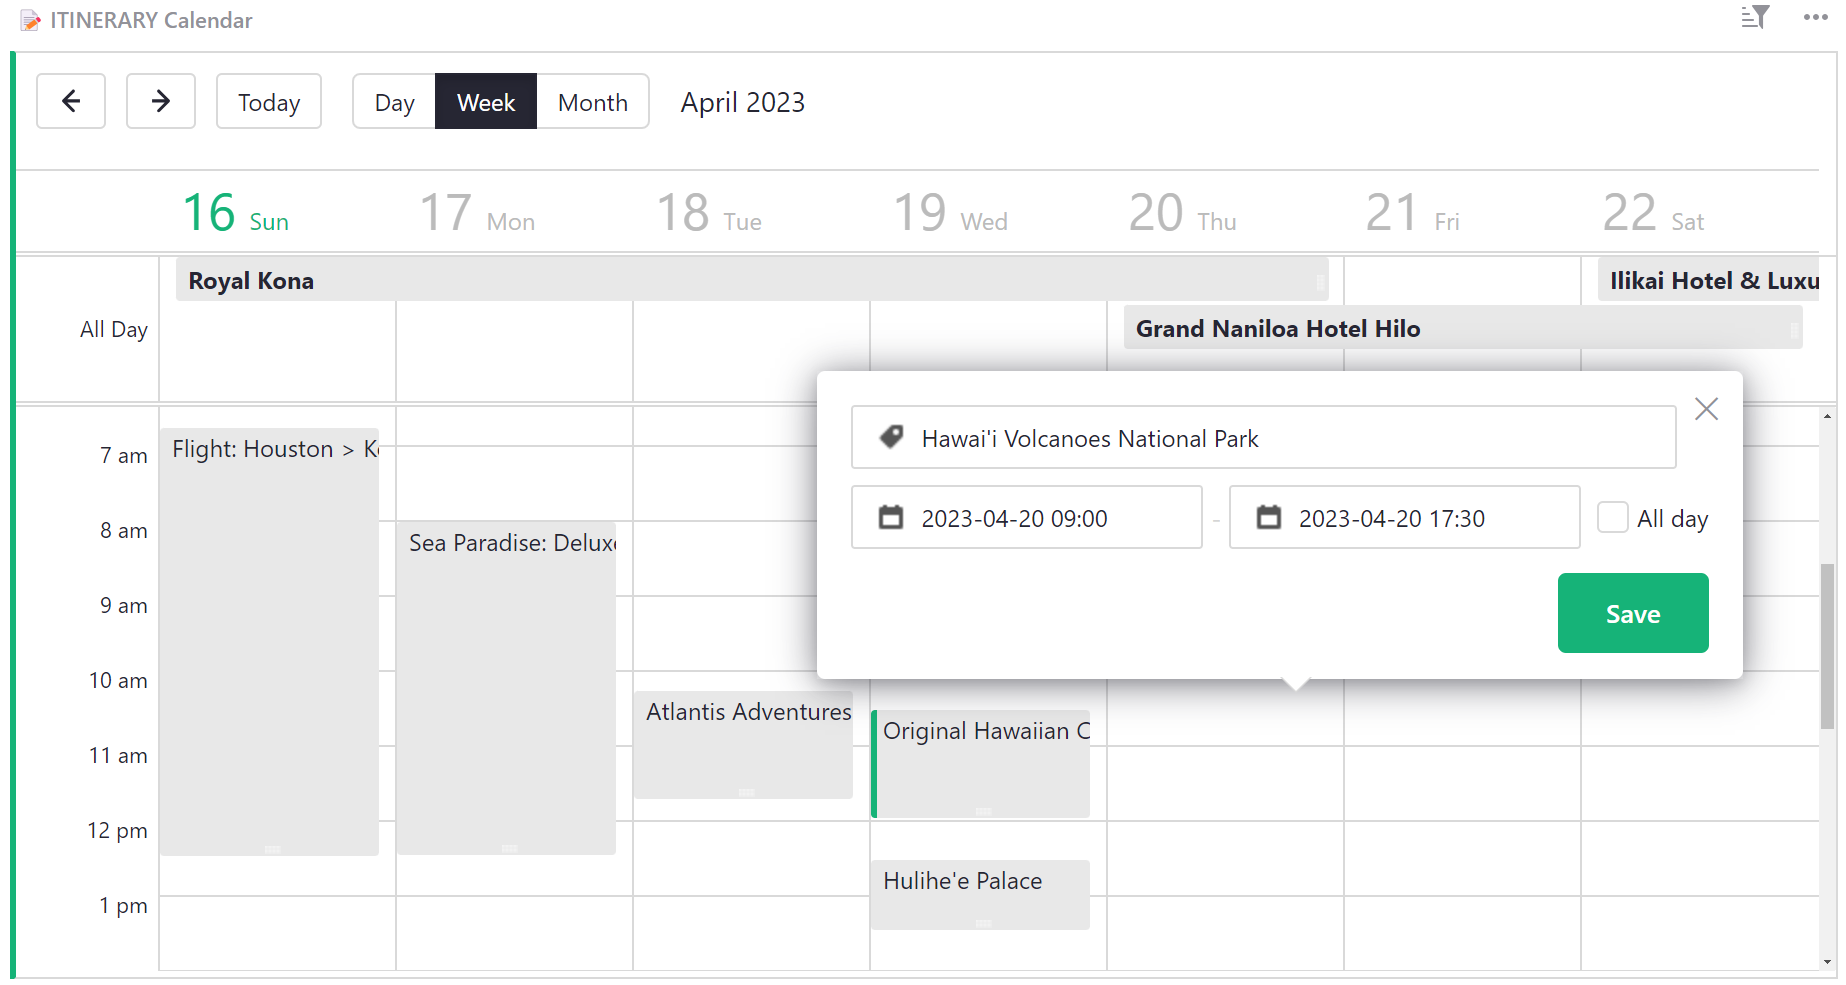 ITINERARY Calendar
Today
Day Week Month
April 2023
16 Sun 17 Mon 18 Tue 19 Wed 20 Thu 21 Fri 22 Sat
Royal Kona
Ilikai Hotel & Luxu
All Day
Grand Naniloa Hotel Hilo
Hawai'i Volcanoes National Park
2023-04-20 09:00 - 2023-04-20 17:30
All day
Save
7 am
Flight: Houston > K
8 am
Sea Paradise: Delux
9 am
10 am
Atlantis Adventures
Original Hawaiian C
11 am
12 pm
Hulihe'e Palace
1 pm